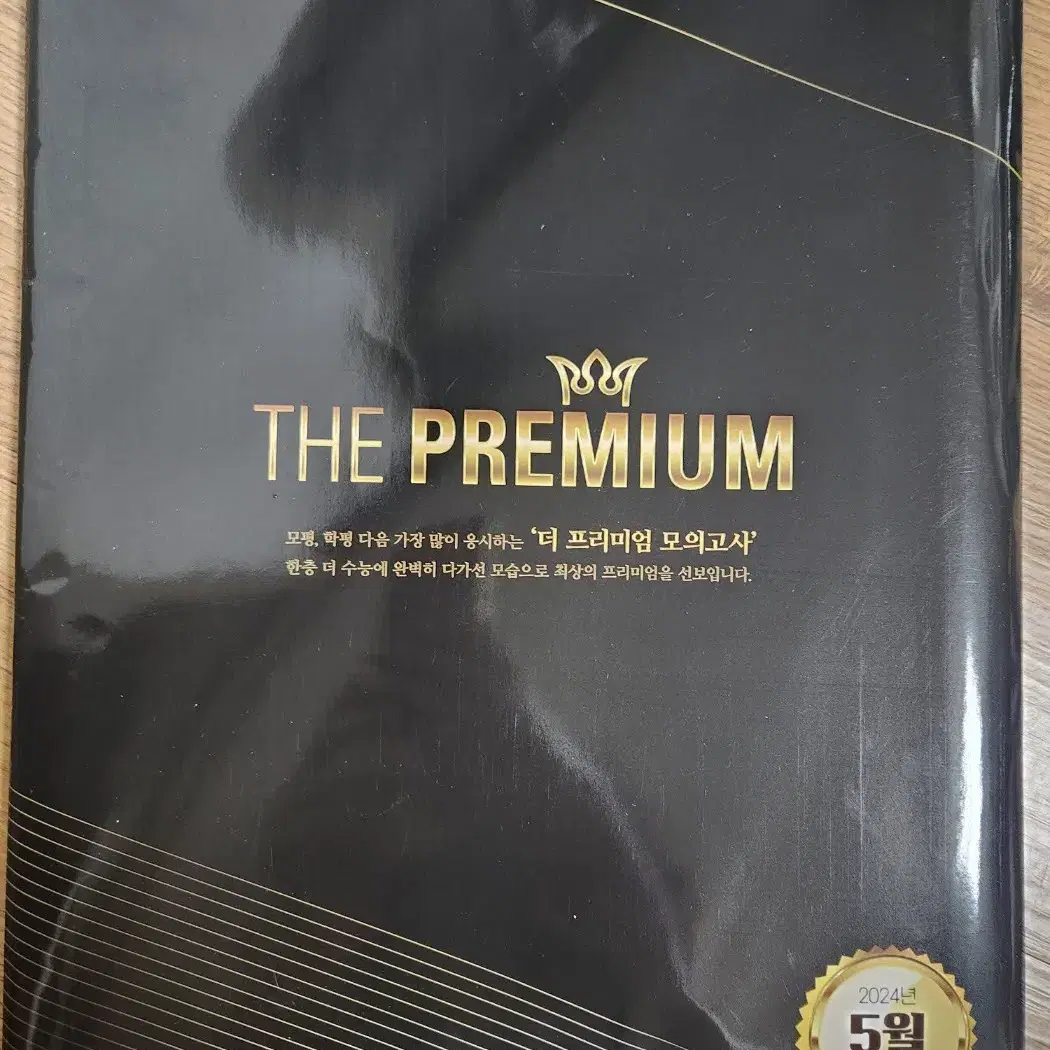 THE PREMIUM
모평, 학평 다음 가장 많이 응시하는 '더 프리미엄 모의고사'
한층 더 수능에 완벽히 다가선 모습으로 최상의 프리미엄을 선보입니다.
2024년
5월